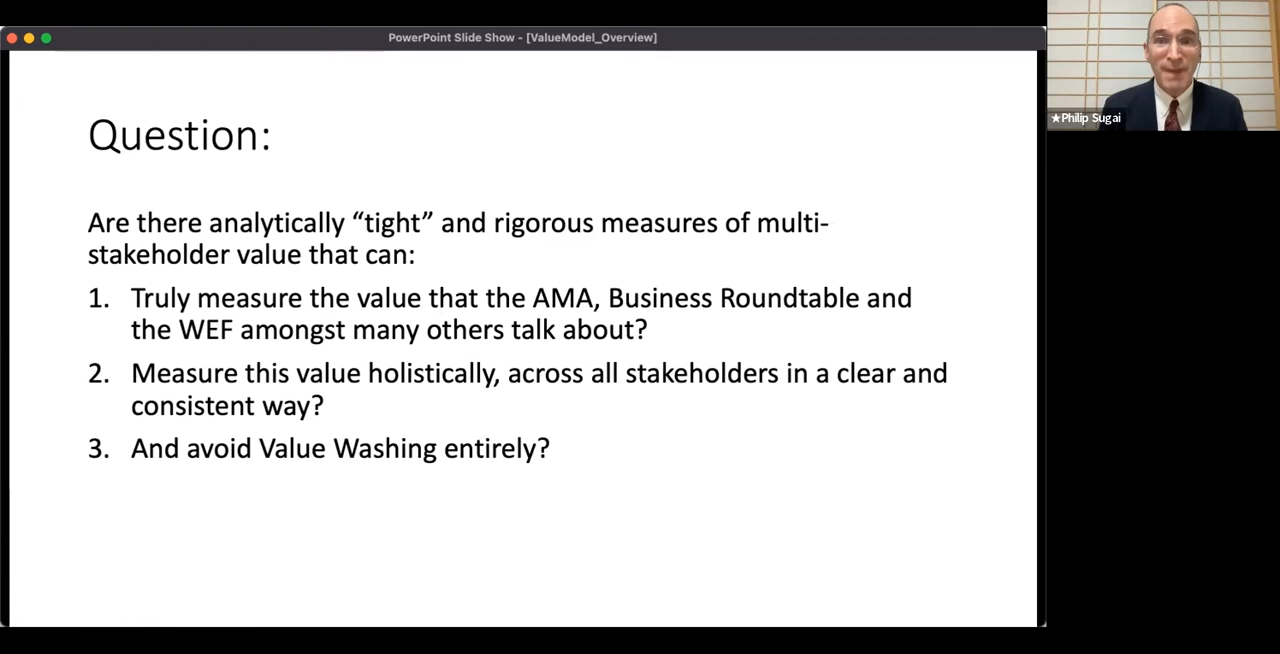 PowerPoint Slide Show - [ValueModel_Overview]
★Philip Sugai
Question:
Are there analytically “tight” and rigorous measures of multi-
stakeholder value that can:
1. Truly measure the value that the AMA, Business Roundtable and
the WEF amongst many others talk about?
2. Measure this value holistically, across all stakeholders in a clear and
consistent way?
3. And avoid Value Washing entirely?